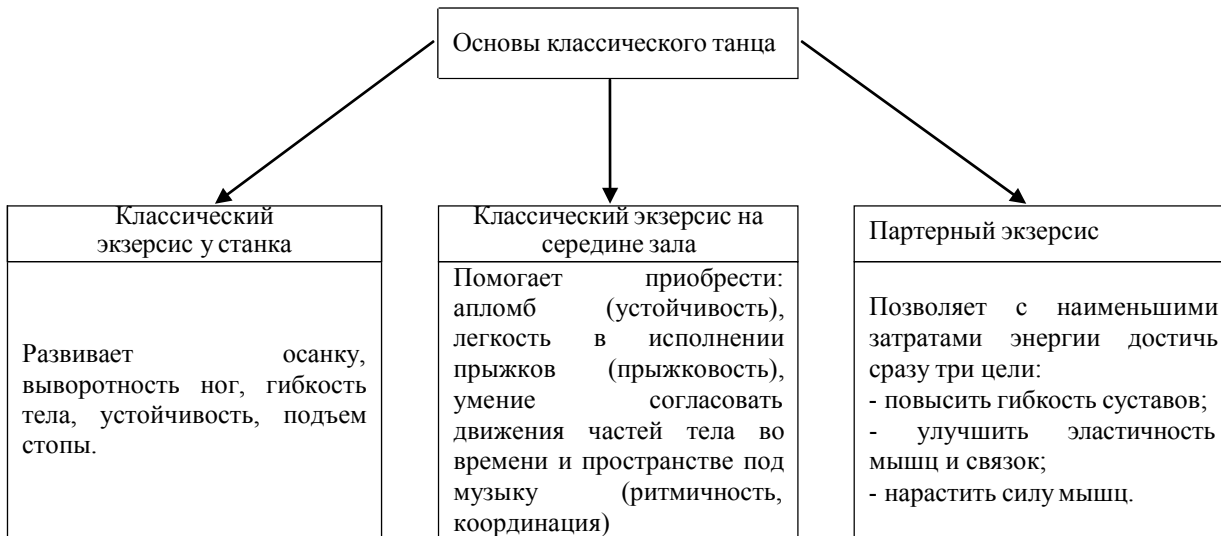 Основы классического танца
Классический
экзерсис у станка
Развивает осанку,
выворотность ног, гибкость
тела, устойчивость, подъем
стопы.
Классический экзерсис на
середине зала
Помогает приобрести:
апломб (устойчивость),
легкость в исполнении
прыжков (прыжковость),
умение согласовать
движения частей тела во
времени и пространстве под
музыку (ритмичность,
координация)
Партерный экзерсис
Позволяет с наименьшими
затратами энергии достичь
сразу три цели:
- повысить гибкость суставов;
- улучшить эластичность
мышц и связок;
- нарастить силу мышц.